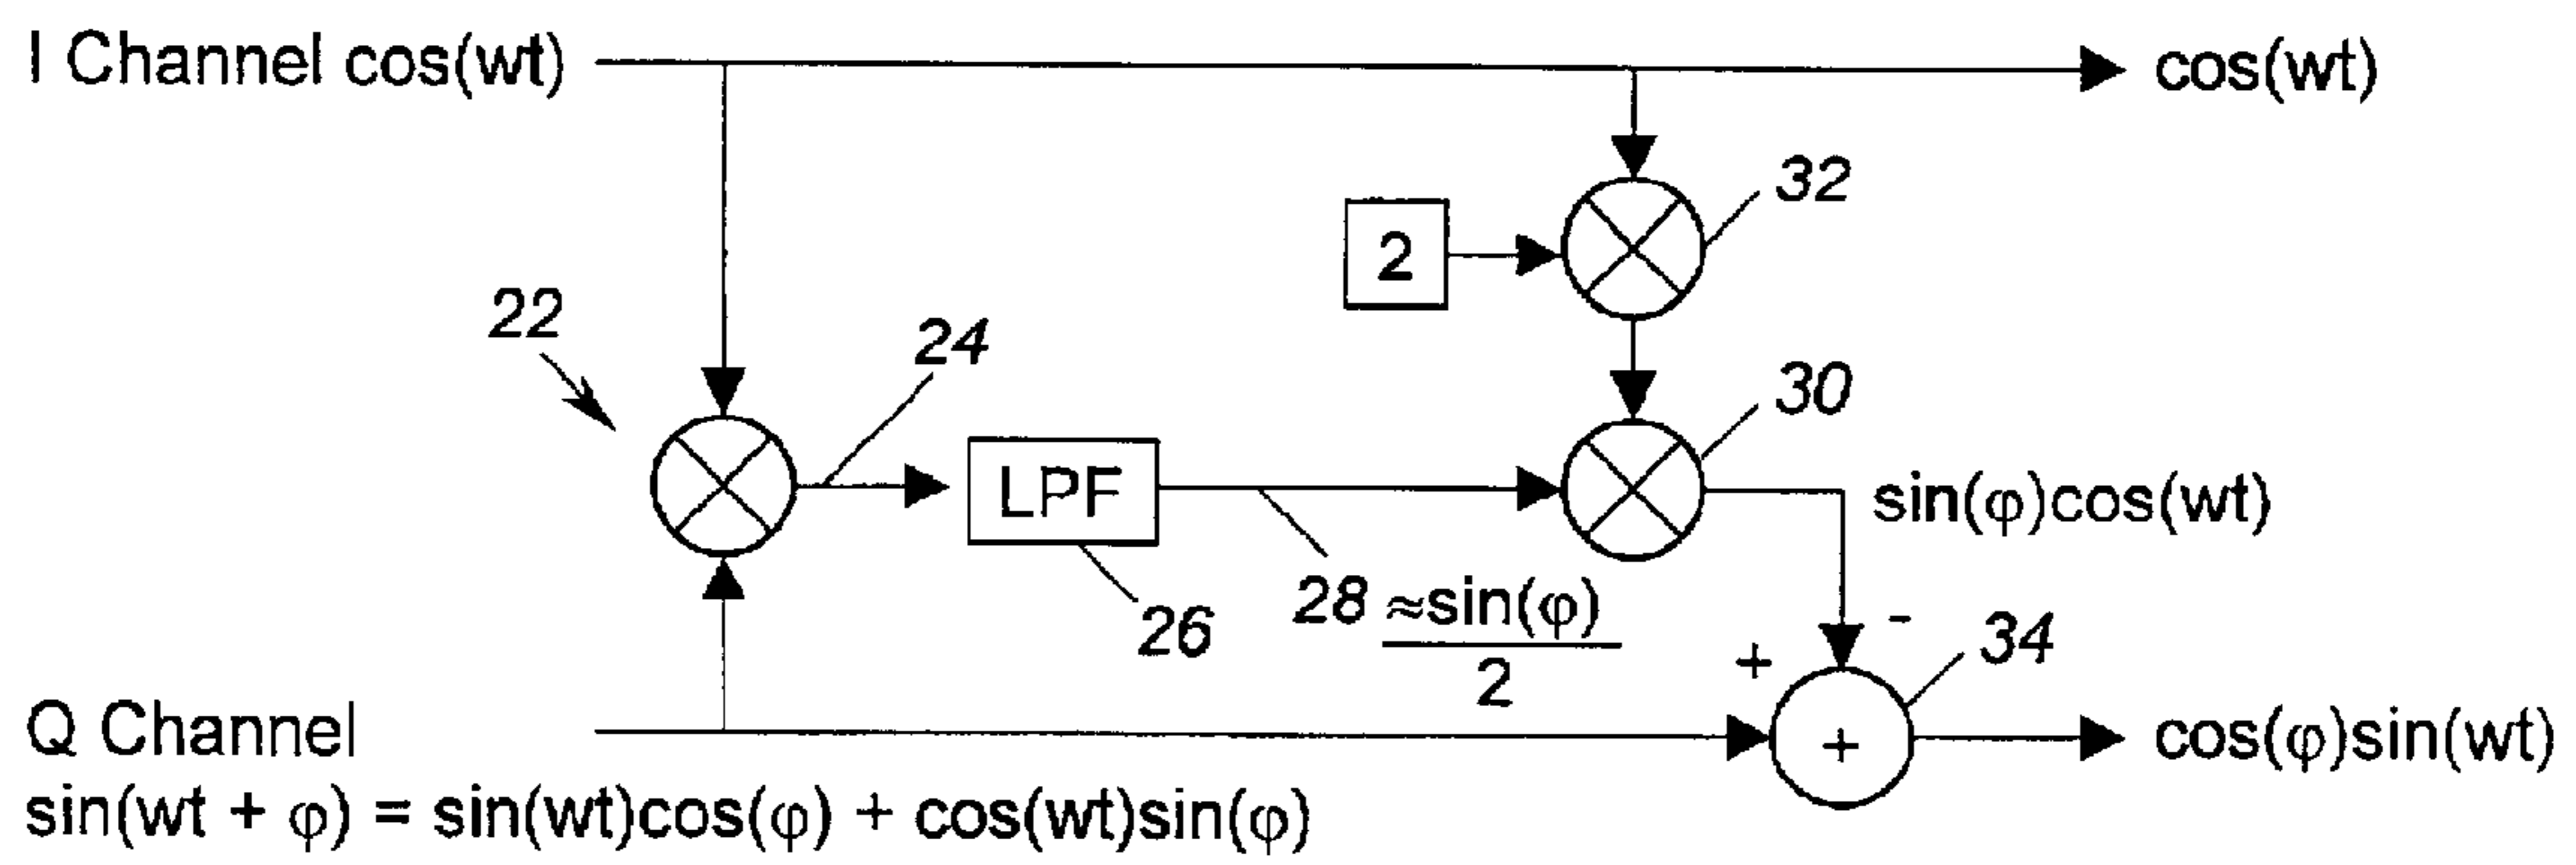 I Channel cos(wt)
cos(wt)
32
2
22
24
30
LPF
sin(φ)cos(wt)
26
28
≈sin(φ)
2
-
+
34
Q Channel
+
cos(φ)sin(wt)
sin(wt + φ) = sin(wt)cos(φ) + cos(wt)sin(φ)